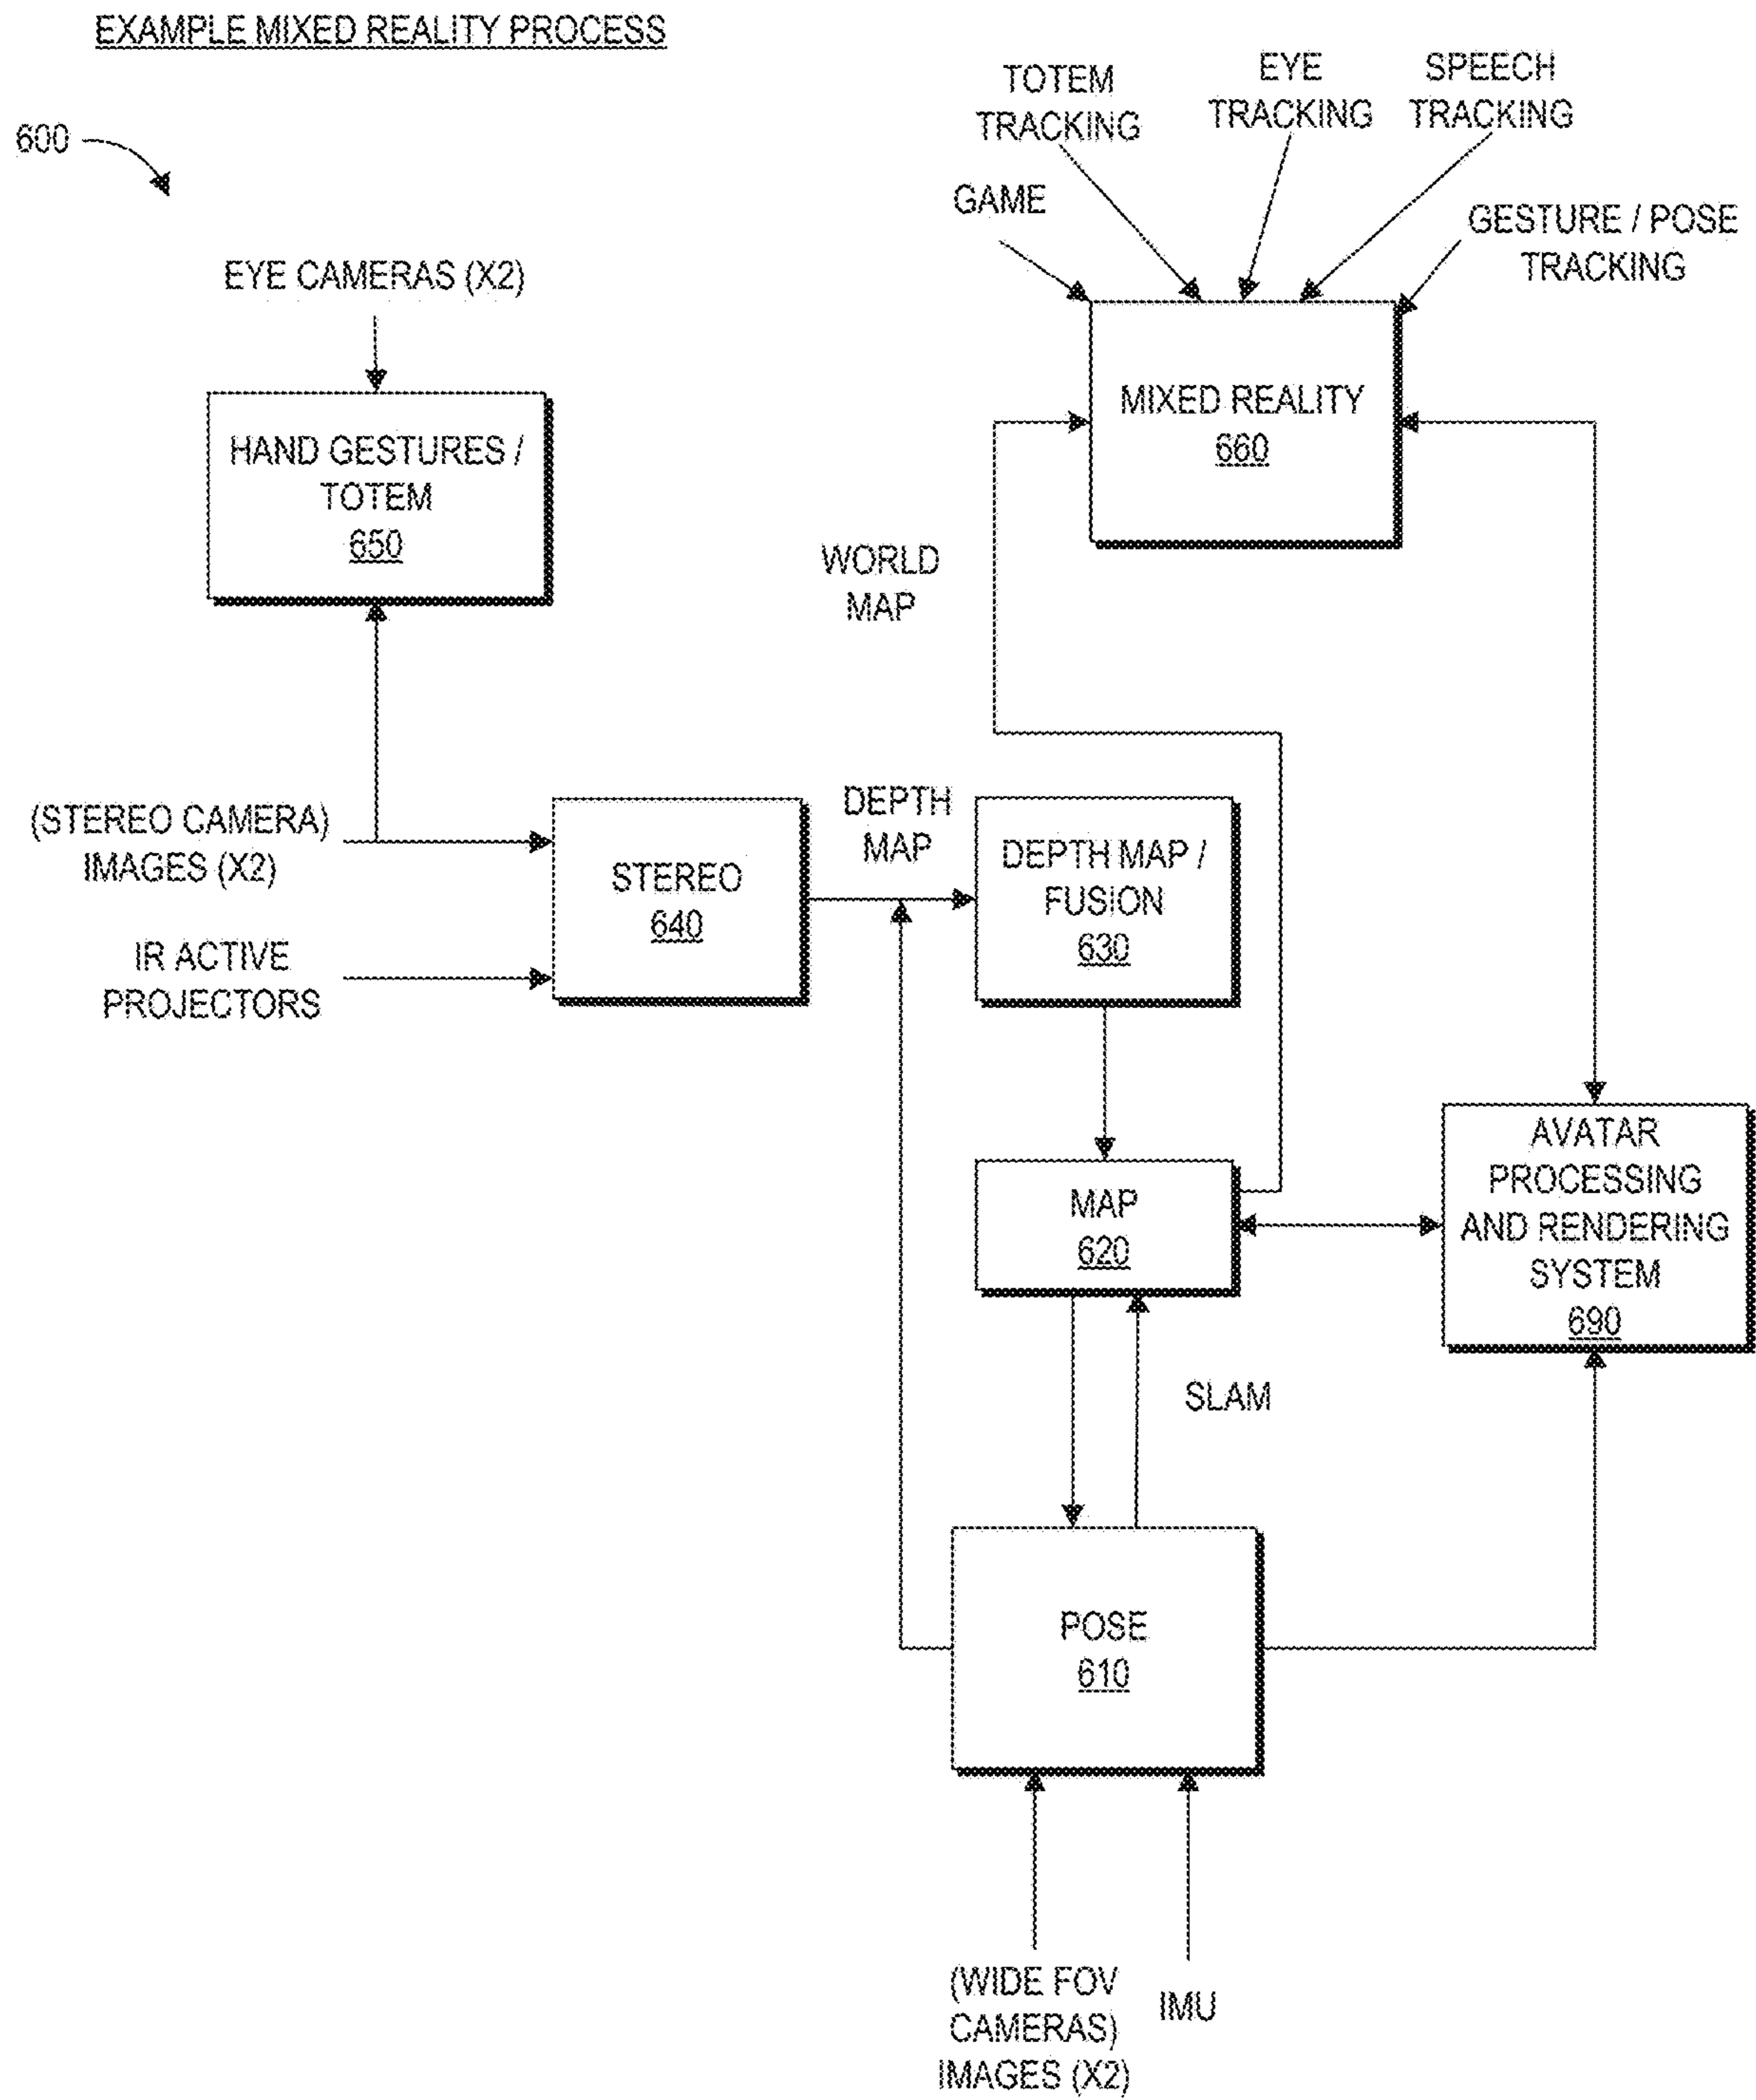 EXAMPLE MIXED REALITY PROCESS
600
TOTEM
TRACKING
EYE
TRACKING
SPEECH
TRACKING
GAME
GESTURE / POSE
TRACKING
EYE CAMERAS (X2)
HAND GESTURES /
TOTEM
650
MIXED REALITY
660
WORLD
MAP
(STEREO CAMERA)
IMAGES (X2)
IR ACTIVE
PROJECTORS
STEREO
640
DEPTH
MAP
DEPTH MAP /
FUSION
630
MAP
620
AVATAR
PROCESSING
AND RENDERING
SYSTEM
690
SLAM
POSE
610
(WIDE FOV
CAMERAS)
IMAGES (X2)
IMU